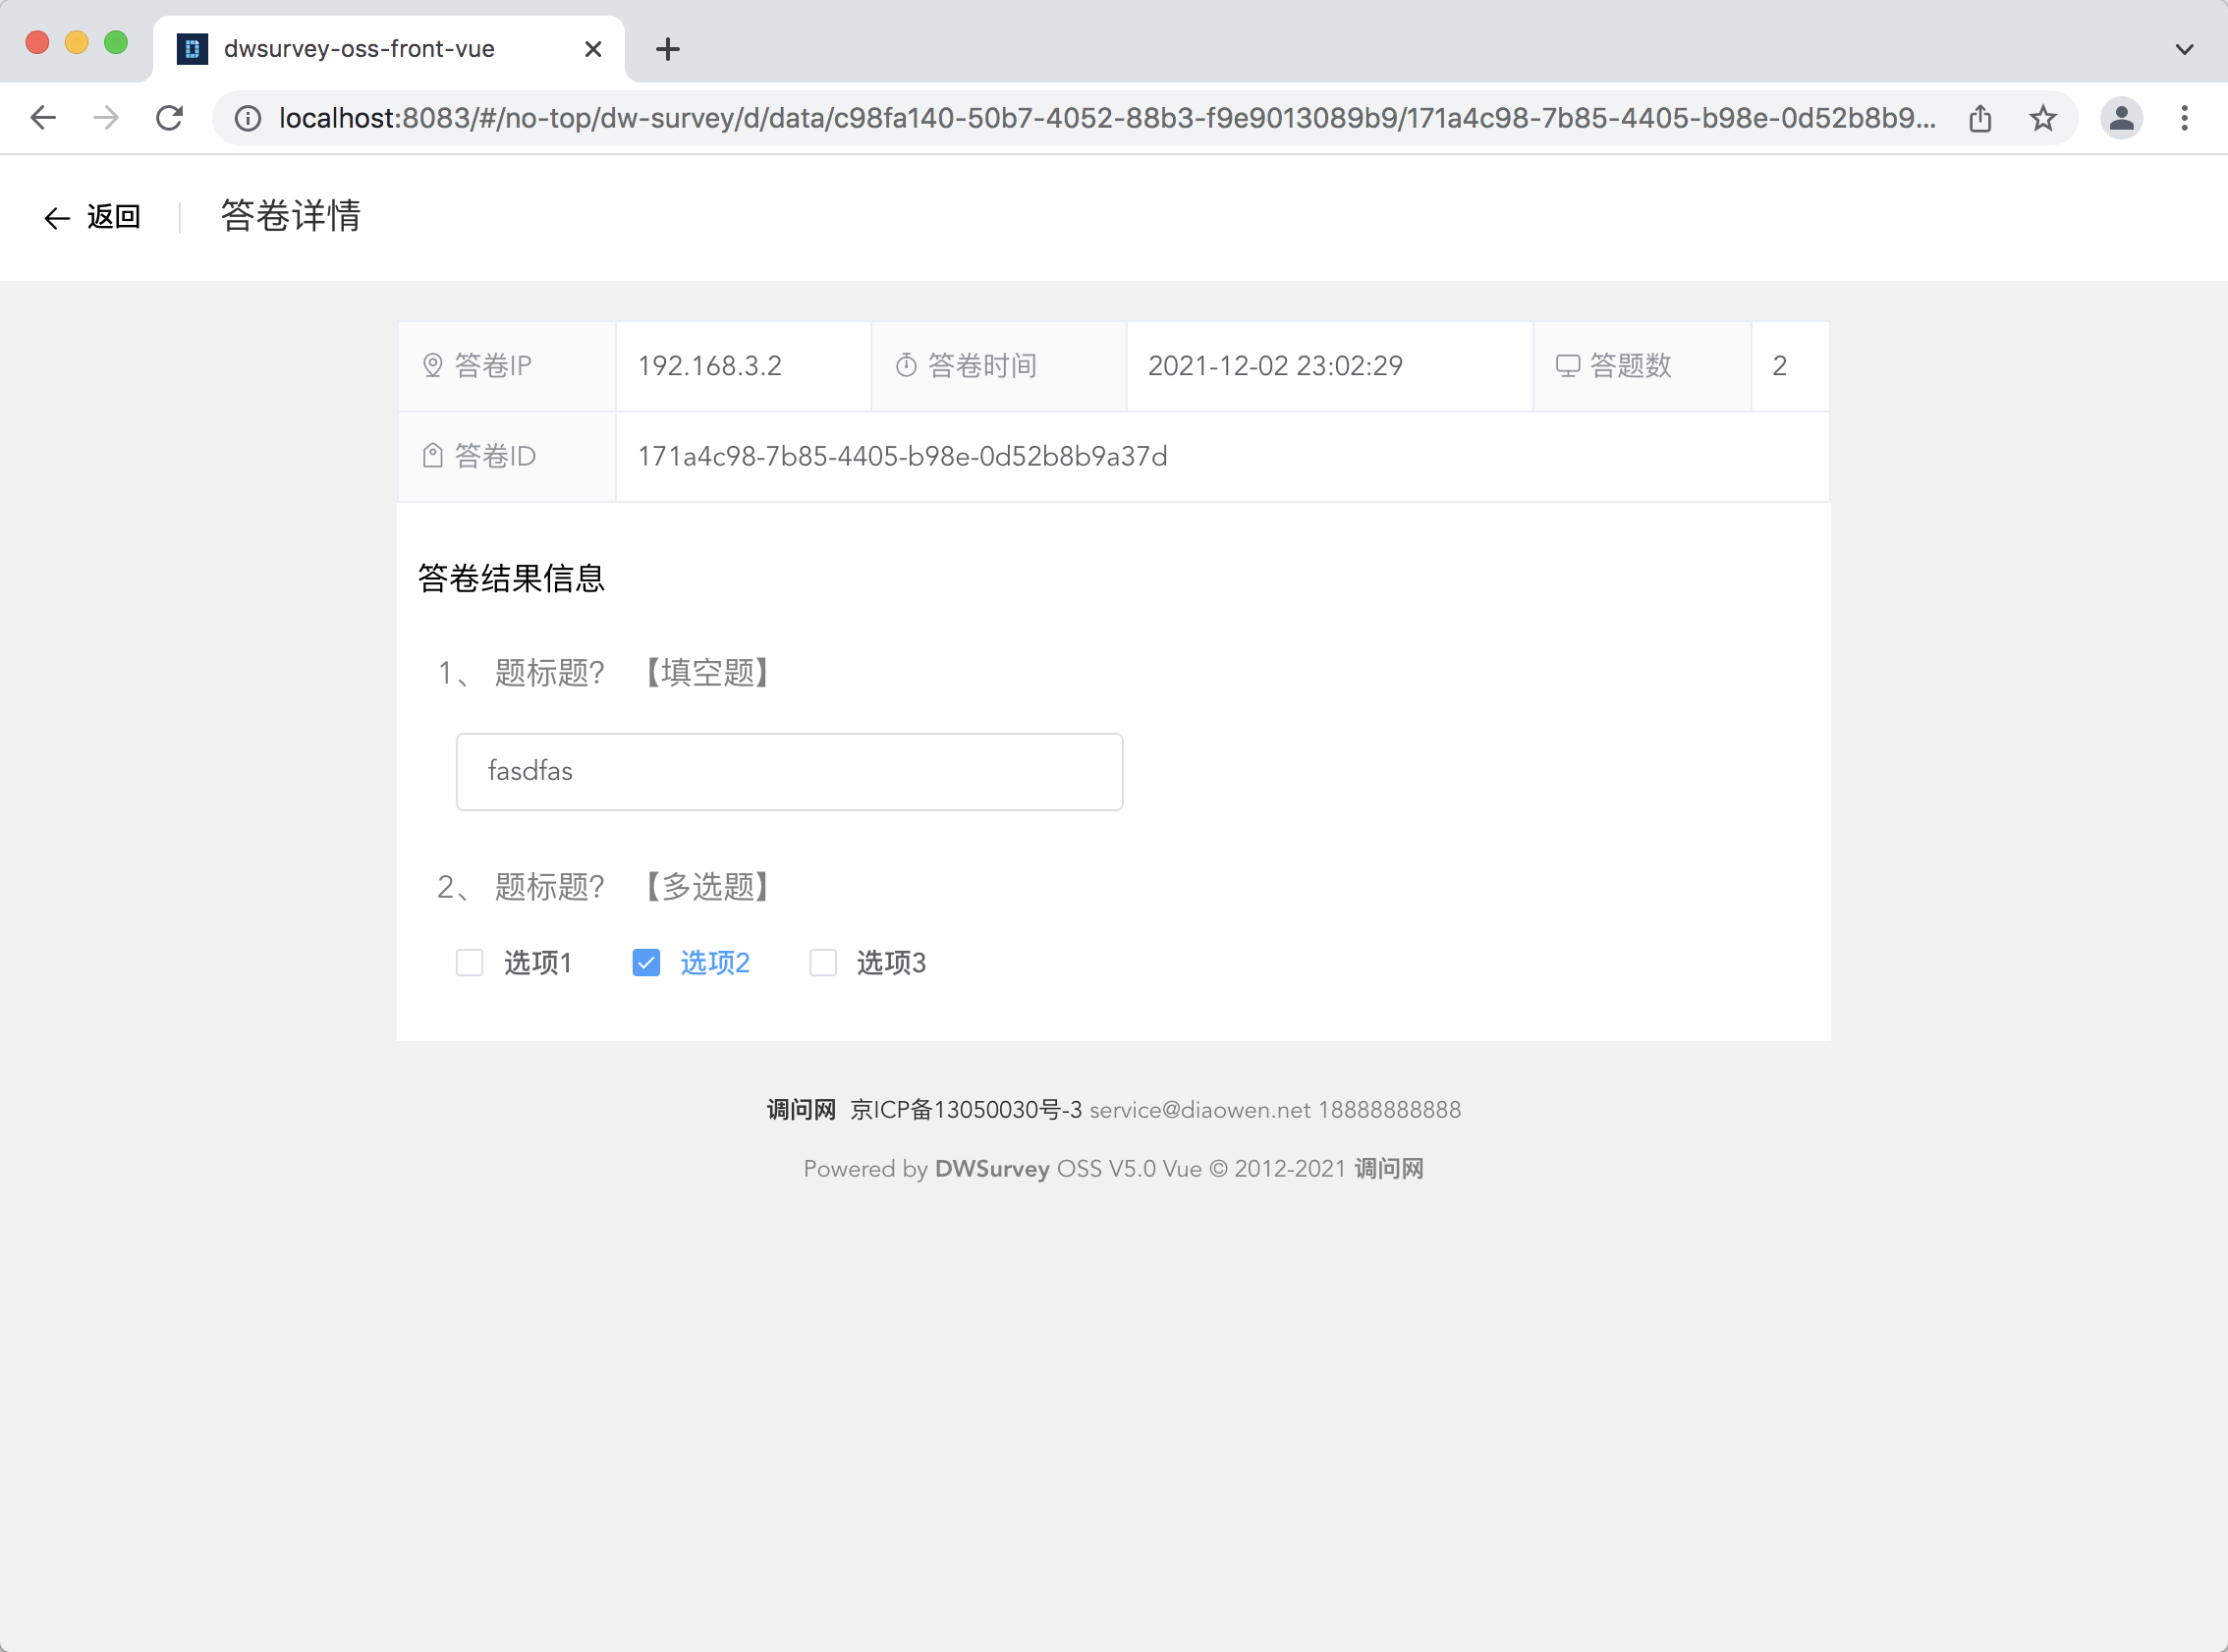 dwsurvey-oss-front-vue
localhost:8083/#/no-top/dw-survey/d/data/c98fa140-50b7-4052-88b3-f9e9013089b9/171a4c98-7b85-4405-b98e-0d52b8b9...
返回 答卷详情
答卷IP 192.168.3.2 答卷时间 2021-12-02 23:02:29 答题数 2
答卷ID 171a4c98-7b85-4405-b98e-0d52b8b9a37d
答卷结果信息
1、 题标题? 【填空题】
fasdfas
2、 题标题? 【多选题】
选项1 选项2 选项3
调问网 京ICP备13050030号-3 service@diaowen.net 18888888888
Powered by DWSurvey OSS V5.0 Vue © 2012-2021 调问网